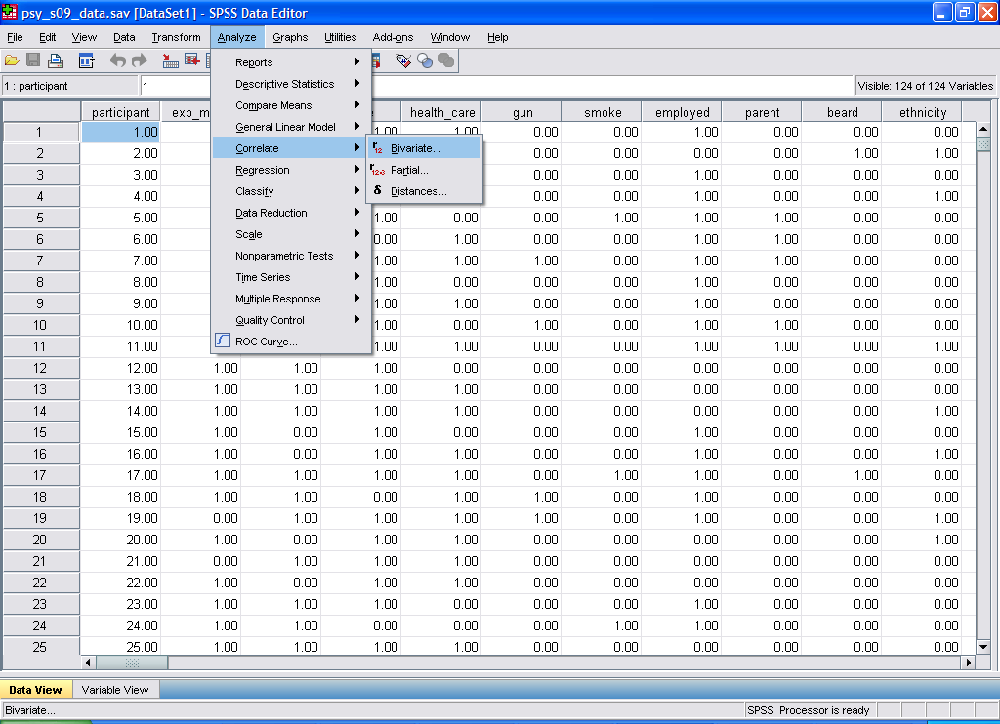 psy_s09_data.sav [DataSet1] - SPSS Data Editor
File Edit View Data Transform Analyze Graphs Utilities Add-ons Window Help
1 : participant 1 Visible: 124 of 124 Variables
Reports
Descriptive Statistics
Compare Means
General Linear Model
Correlate
Regression
Classify
Data Reduction
Scale
Nonparametric Tests
Time Series
Multiple Response
Quality Control
ROC Curve...
r12 Bivariate...
r12·3 Partial...
δ Distances...
participant exp_m health_care gun smoke employed parent beard ethnicity
1 1.00 1.00 1.00 0.00 0.00 1.00 0.00 0.00 0.00
2 2.00 0.00 0.00 1.00 0.00 1.00 1.00
3 3.00 0.00 0.00 1.00 0.00 0.00 0.00
4 4.00 0.00 0.00 1.00 0.00 0.00 1.00
5 5.00 1.00 0.00 0.00 1.00 1.00 1.00 0.00 0.00
6 6.00 0.00 1.00 0.00 0.00 1.00 1.00 0.00 0.00
7 7.00 1.00 1.00 1.00 0.00 1.00 1.00 0.00 0.00
8 8.00 1.00 1.00 0.00 0.00 0.00 0.00 0.00 0.00
9 9.00 1.00 1.00 0.00 0.00 1.00 0.00 0.00 0.00
10 10.00 1.00 0.00 1.00 0.00 1.00 1.00 0.00 0.00
11 11.00 1.00 1.00 0.00 0.00 1.00 1.00 0.00 1.00
12 12.00 1.00 1.00 1.00 0.00 0.00 0.00 0.00 0.00 0.00 0.00
13 13.00 1.00 1.00 1.00 1.00 0.00 0.00 0.00 0.00 0.00 0.00
14 14.00 1.00 1.00 1.00 1.00 0.00 0.00 1.00 0.00 0.00 1.00
15 15.00 1.00 0.00 1.00 1.00 0.00 0.00 1.00 0.00 0.00 0.00
16 16.00 1.00 0.00 1.00 1.00 0.00 0.00 1.00 0.00 0.00 1.00
17 17.00 1.00 1.00 1.00 1.00 0.00 1.00 1.00 0.00 1.00 0.00
18 18.00 1.00 1.00 0.00 1.00 1.00 0.00 1.00 0.00 0.00 0.00
19 19.00 0.00 0.00 1.00 1.00 1.00 0.00 1.00 0.00 0.00 1.00
20 20.00 1.00 0.00 1.00 1.00 0.00 0.00 0.00 0.00 0.00 1.00
21 21.00 0.00 1.00 1.00 1.00 0.00 0.00 0.00 0.00 0.00 0.00
22 22.00 1.00 0.00 1.00 0.00 0.00 0.00 0.00 0.00 0.00 0.00
23 23.00 1.00 1.00 1.00 0.00 0.00 0.00 1.00 0.00 0.00 0.00
24 24.00 1.00 1.00 0.00 0.00 0.00 1.00 1.00 0.00 0.00 0.00
25 25.00 1.00 1.00 1.00 1.00 0.00 0.00 0.00 0.00 0.00 0.00
Data View Variable View
Bivariate... SPSS Processor is ready